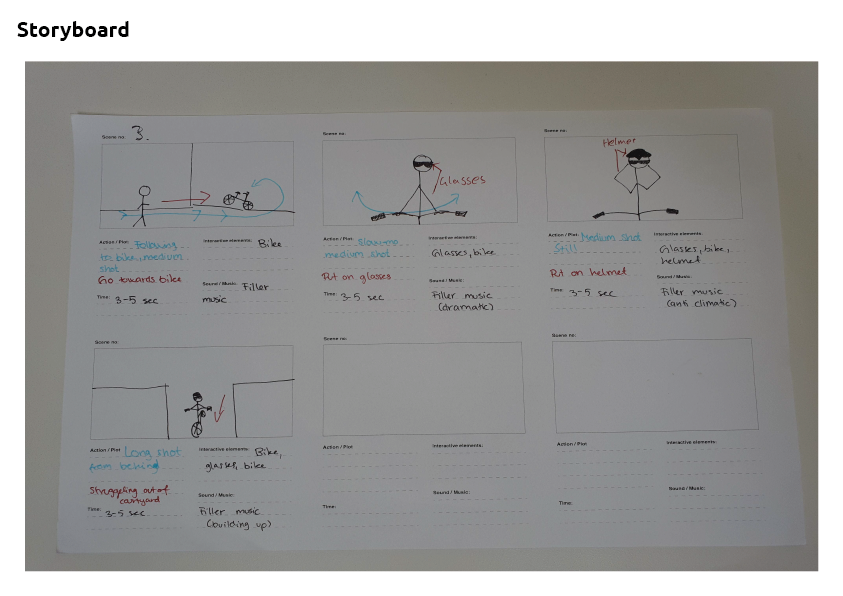 Storyboard
Scene no: 3.
Action / Plot: Following
to bike, medium
shot
Go towards bike
Time: 3-5 sec
Interactive elements: Bike
Sound / Music: Filler
music
Scene no:
Glasses
Action / Plot: Slow-mo
medium shot
Put on glasses
Time: 3-5 sec
Interactive elements:
Glasses, bike
Sound / Music:
Filler music
(dramatic)
Scene no:
Helmet
Action / Plot: Medium shot
Still
Put on helmet
Time: 3-5 sec
Interactive elements:
Glasses, bike,
helmet
Sound / Music:
Filler music
(anti climatic)
Scene no:
Action / Plot: Long shot
behind
Struggling out of
Time: 3-5 sec
Interactive elements: Bike,
glasses, bike
Sound / Music:
Filler music
(building up)
Scene no:
Action / Plot
Time:
Interactive elements:
Sound / Music:
Scene no:
Action / Plot
Time:
Interactive elements:
Sound / Music: